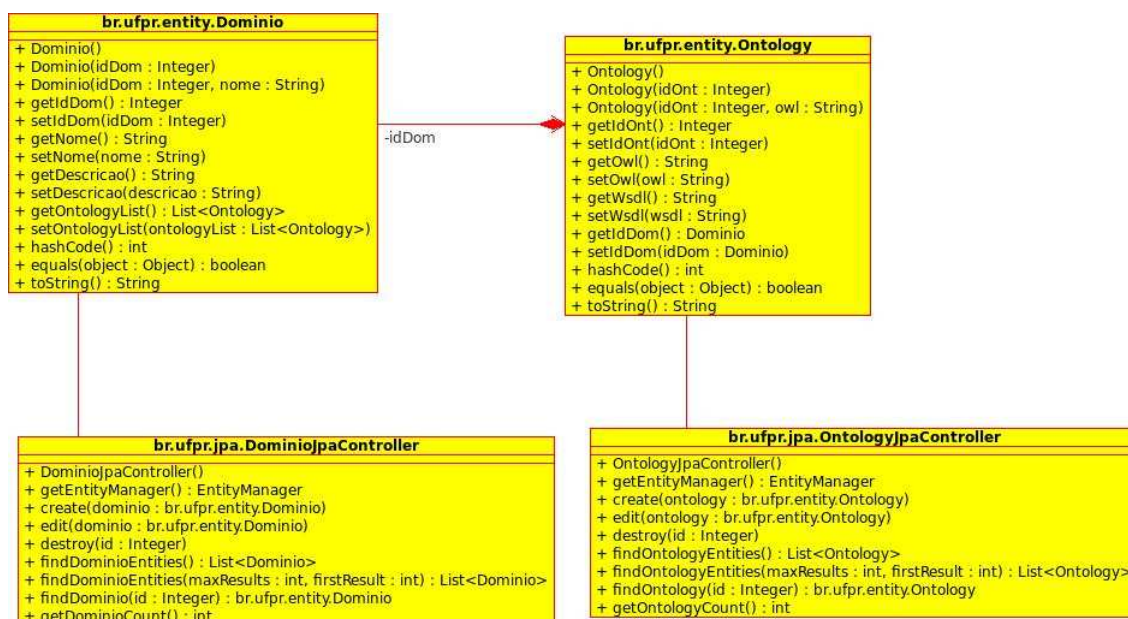 br.ufpr.entity.Dominio
+ Dominio()
+ Dominio(idDom : Integer)
+ Dominio(idDom : Integer, nome : String)
+ getIdDom() : Integer
+ setIdDom(idDom : Integer)
+ getNome() : String
+ setNome(nome : String)
+ getDescricao() : String
+ setDescricao(descricao : String)
+ getOntologyList() : List<Ontology>
+ setOntologyList(ontologyList : List<Ontology>)
+ hashCode() : int
+ equals(object : Object) : boolean
+ toString() : String
-idDom
br.ufpr.entity.Ontology
+ Ontology()
+ Ontology(idOnt : Integer)
+ Ontology(idOnt : Integer, owl : String)
+ getIdOnt() : Integer
+ setIdOnt(idOnt : Integer)
+ getOwl() : String
+ setOwl(owl : String)
+ getWsdl() : String
+ setWsdl(wsdl : String)
+ getIdDom() : Dominio
+ setIdDom(idDom : Dominio)
+ hashCode() : int
+ equals(object : Object) : boolean
+ toString() : String
br.ufpr.jpa.DominioJpaController
+ DominioJpaController()
+ getEntityManager() : EntityManager
+ create(dominio : br.ufpr.entity.Dominio)
+ edit(dominio : br.ufpr.entity.Dominio)
+ destroy(id : Integer)
+ findDominioEntities() : List<Dominio>
+ findDominioEntities(maxResults : int, firstResult : int) : List<Dominio>
+ findDominio(id : Integer) : br.ufpr.entity.Dominio
+ getDominioCount() : int
br.ufpr.jpa.OntologyJpaController
+ OntologyJpaController()
+ getEntityManager() : EntityManager
+ create(ontology : br.ufpr.entity.Ontology)
+ edit(ontology : br.ufpr.entity.Ontology)
+ destroy(id : Integer)
+ findOntologyEntities() : List<Ontology>
+ findOntologyEntities(maxResults : int, firstResult : int) : List<Ontology>
+ findOntology(id : Integer) : br.ufpr.entity.Ontology
+ getOntologyCount() : int